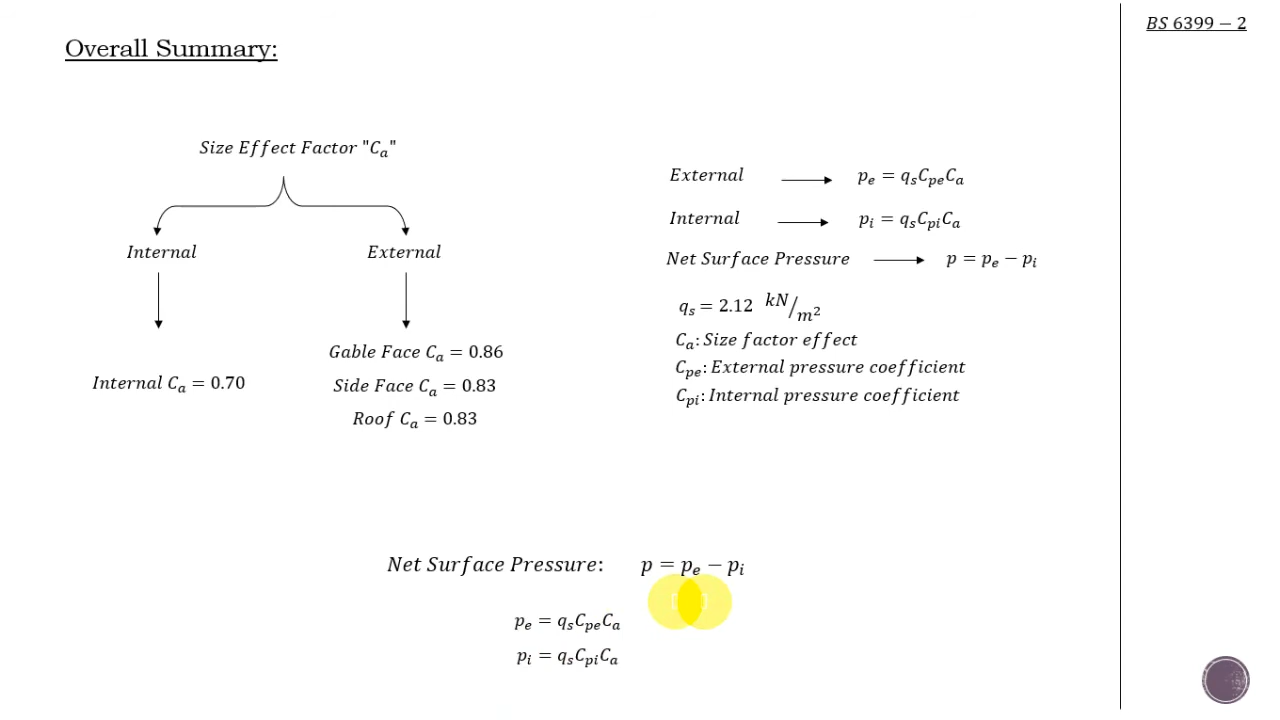 BS 6399 − 2
Overall Summary:
Size Effect Factor "Cₐ"
Internal
External
Internal Cₐ = 0.70
Gable Face Cₐ = 0.86
Side Face Cₐ = 0.83
Roof Cₐ = 0.83
External pₑ = qₛCₚₑCₐ
Internal pᵢ = qₛCₚᵢCₐ
Net Surface Pressure p = pₑ − pᵢ
qₛ = 2.12 kN/m²
Cₐ: Size factor effect
Cₚₑ: External pressure coefficient
Cₚᵢ: Internal pressure coefficient
Net Surface Pressure: p = pₑ − pᵢ
pₑ = qₛCₚₑCₐ
pᵢ = qₛCₚᵢCₐ